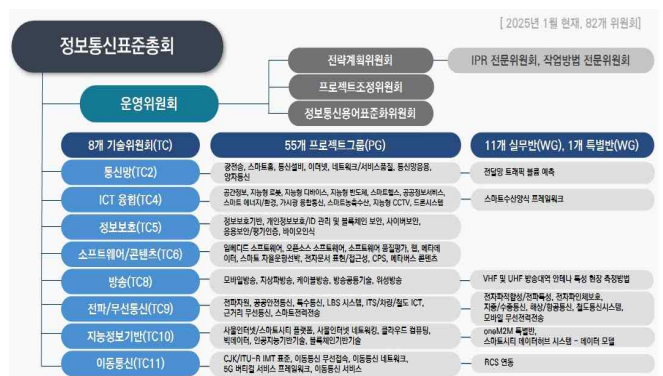 [ 2025년 1월 현재, 82개 위원회]
정보통신표준총회
전략계획위원회
IPR 전문위원회, 작업방법 전문위원회
프로젝트조정위원회
운영위원회
정보통신용어표준화위원회
8개 기술위원회(TC)
55개 프로젝트그룹(PG)
11개 실무반(WG), 1개 특별반(WG)
통신망(TC2)
광전송, 스마트홈, 통신설비, 이더넷, 네트워크/서비스품질, 통신망응용,
양자통신
전달망 트래픽 볼륨 예측
ICT 융합(TC4)
공간정보, 지능형 로봇, 지능형 디바이스, 지능형 반도체, 스마트헬스, 공공정보서비스,
스마트 에너지/환경, 가시광 융합통신, 스마트농축수산, 지능형 CCTV, 드론시스템
스마트수산양식 프레임워크
정보보호(TC5)
정보보호기반, 개인정보보호/ID 관리 및 블록체인 보안, 사이버보안,
응용보안/평가인증, 바이오인식
소프트웨어/콘텐츠(TC6)
임베디드 소프트웨어, 오픈소스 소프트웨어, 소프트웨어 품질평가, 웹, 메타데
이터, 스마트 자율운항선박, 전자문서 표현/접근성, CPS, 메타버스 콘텐츠
방송(TC8)
모바일방송, 지상파방송, 케이블방송, 방송공통기술, 위성방송
VHF 및 UHF 방송대역 안테나 특성 현장 측정방법
전파/무선통신(TC9)
전파자원, 공공안전통신, 특수통신, LBS 시스템, ITS/차량/철도 ICT,
근거리 무선통신, 스마트전력전송
전자파적합성/전파특성, 전자파인체보호,
지중/수중통신, 해상/항공통신, 철도통신시스템,
모바일 무선전력전송
지능정보기반(TC10)
사물인터넷/스마트시티 플랫폼, 사물인터넷 네트워킹, 클라우드 컴퓨팅,
빅데이터, 인공지능기반기술, 블록체인기반기술
oneM2M 특별반,
스마트시티 데이터허브 시스템 - 데이터 모델
이동통신(TC11)
CJK/ITU-R IMT 표준, 이동통신 무선접속, 이동통신 네트워크,
5G 버티컬 서비스 프레임워크, 이동통신 서비스
RCS 연동